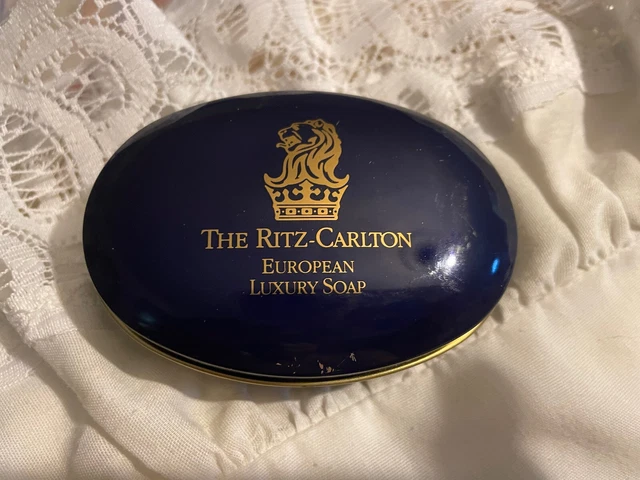 THE RITZ-CARLTON
EUROPEAN
LUXURY SOAP